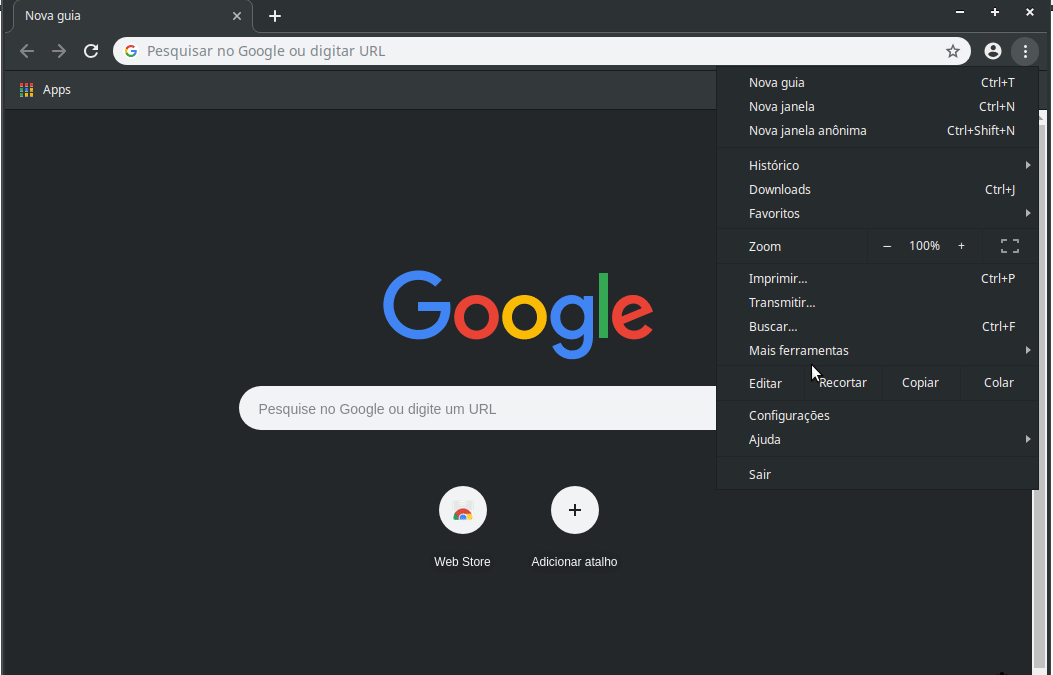 Nova guia
Pesquisar no Google ou digitar URL
Apps
Nova guia Ctrl+T
Nova janela Ctrl+N
Nova janela anônima Ctrl+Shift+N
Histórico
Downloads Ctrl+J
Favoritos
Zoom – 100% +
Imprimir... Ctrl+P
Transmitir...
Buscar... Ctrl+F
Mais ferramentas
Editar Recortar Copiar Colar
Configurações
Ajuda
Sair
Google
Pesquise no Google ou digite um URL
Web Store
Adicionar atalho